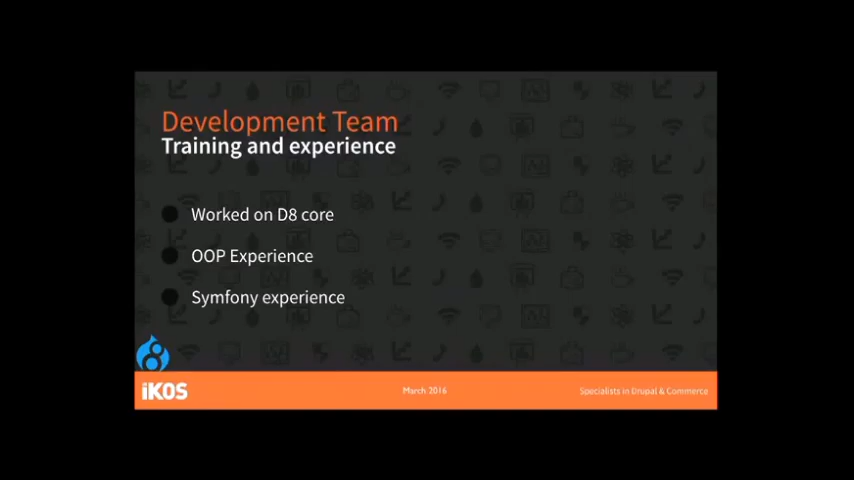 Development Team
Training and experience
Worked on D8 core
OOP Experience
Symfony experience
iKOS
March 2016
Specialists in Drupal & Commerce